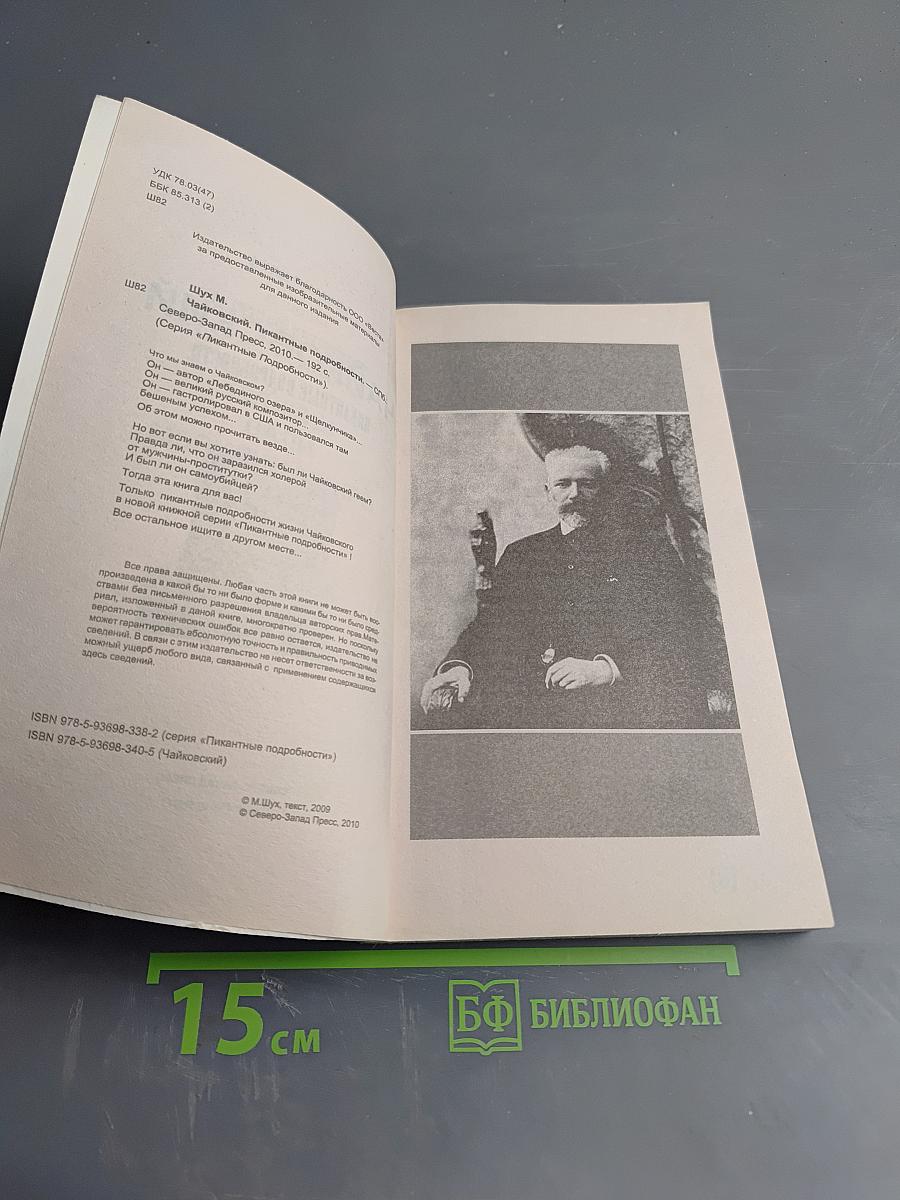 УДК 78.03(47)
ББК 85.313 (2)
Ш82
Издательство выражает благодарность ООО «Веста»
за предоставленные изобразительные материалы
для данного издания
Ш82
Шух М.
Чайковский. Пикантные подробности. — СПб.:
Северо-Запад Пресс, 2010.— 192 с.
(Серия «Пикантные Подробности»).
Что мы знаем о Чайковском?
Он — автор «Лебединого озера» и «Щелкунчика»...
Он — великий русский композитор...
Он — гастролировал в США и пользовался там
бешеным успехом...
Об этом можно прочитать везде...
Но вот если вы хотите узнать: был ли Чайковский геем?
Правда ли, что он заразился холерой
от мужчины-проститутки?
И был ли он самоубийцей?
Тогда эта книга для вас!
Только пикантные подробности жизни Чайковского
в новой книжной серии «Пикантные подробности» !
Все остальное ищите в другом месте...
Все права защищены. Любая часть этой книги не может быть вос-
произведена в какой бы то ни было форме и какими бы то ни было сред-
ствами без письменного разрешения владельца авторских прав.Мате-
риал, изложенный в даной книге, многократно проверен. Но поскольку
вероятность технических ошибок все равно остается, издательство не
может гарантировать абсолютную точность и правильность приводимых
сведений. В связи с этим издательство не несет ответственности за воз-
можный ущерб любого вида, связанный с применением содержащихся
здесь сведений.
ISBN 978-5-93698-338-2 (серия «Пикантные подробности»)
ISBN 978-5-93698-340-5 (Чайковский)
© М.Шух, текст, 2009
© Северо-Запад Пресс, 2010
15 см
БФ БИБЛИОФАН